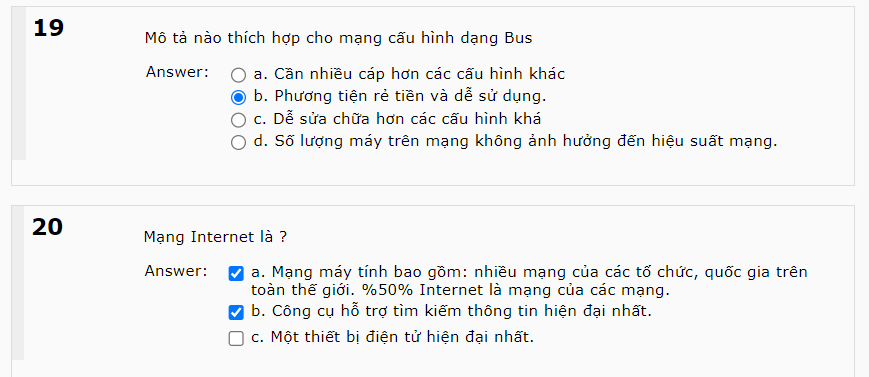 19
Mô tả nào thích hợp cho mạng cấu hình dạng Bus
Answer:
a. Cần nhiều cáp hơn các cấu hình khác
b. Phương tiện rẻ tiền và dễ sử dụng.
c. Dễ sửa chữa hơn các cấu hình khá
d. Số lượng máy trên mạng không ảnh hưởng đến hiệu suất mạng.
20
Mạng Internet là ?
Answer:
a. Mạng máy tính bao gồm: nhiều mạng của các tổ chức, quốc gia trên
toàn thế giới. %50% Internet là mạng của các mạng.
b. Công cụ hỗ trợ tìm kiếm thông tin hiện đại nhất.
c. Một thiết bị điện tử hiện đại nhất.